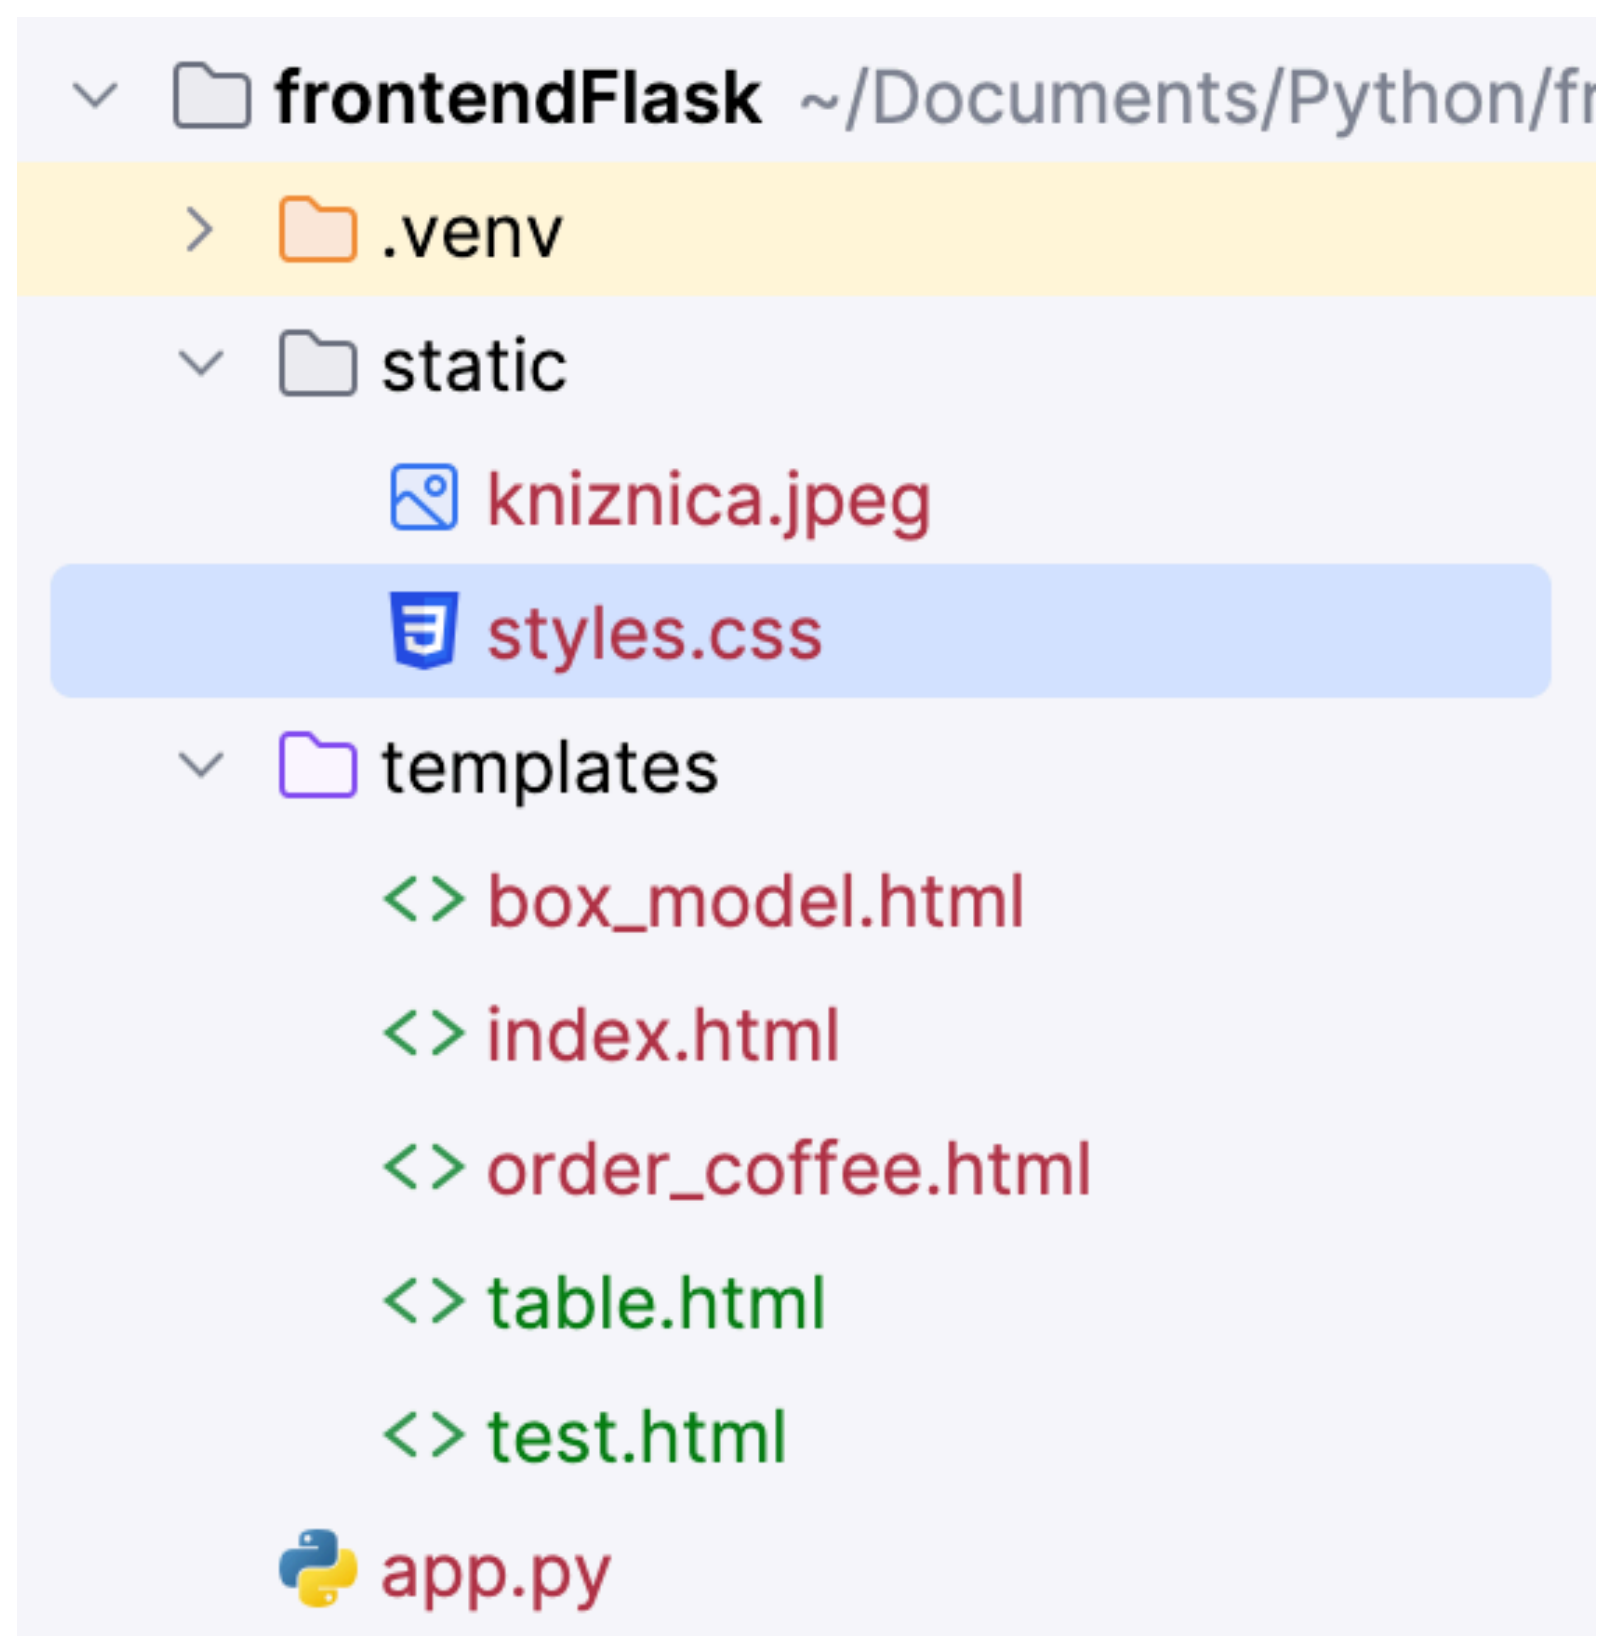 frontendFlask ~/Documents/Python/fr
.venv
static
kniznica.jpeg
styles.css
templates
box_model.html
index.html
order_coffee.html
table.html
test.html
app.py